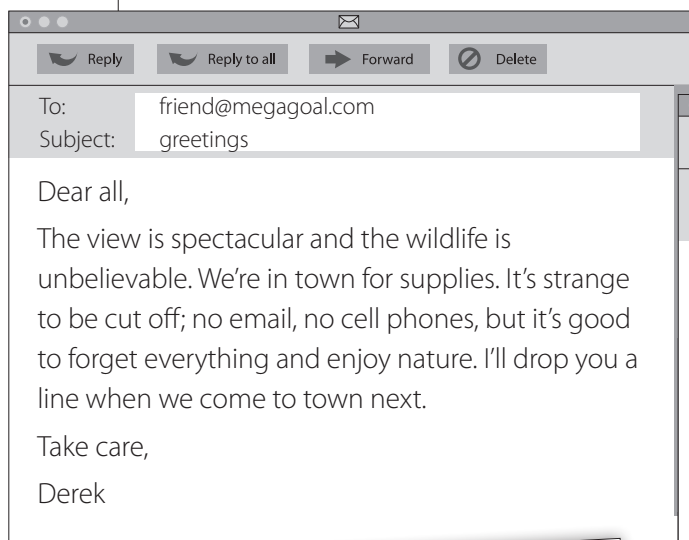 Reply Reply to all Forward Delete
To: friend@megagoal.com
Subject: greetings
Dear all,
The view is spectacular and the wildlife is
unbelievable. We’re in town for supplies. It’s strange
to be cut off; no email, no cell phones, but it’s good
to forget everything and enjoy nature. I’ll drop you a
line when we come to town next.
Take care,
Derek